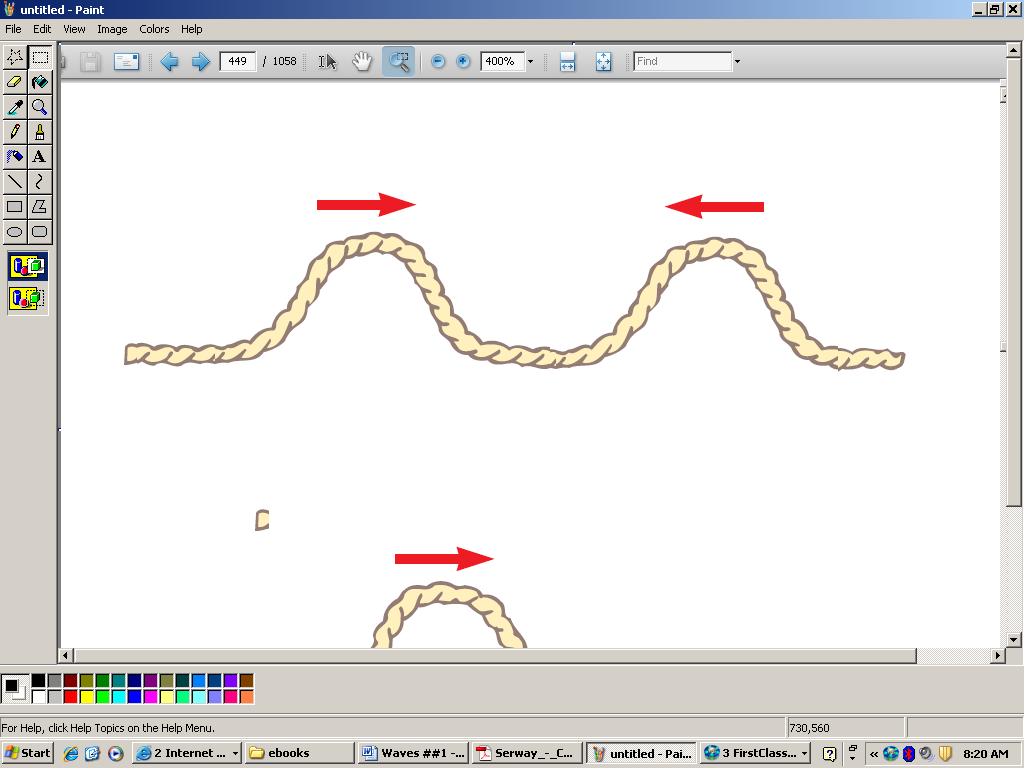 untitled - Paint
File Edit View Image Colors Help
449 / 1058 400% Find
A
For Help, click Help Topics on the Help Menu. 730,560
Start 2 Internet ... ebooks Waves ##1 -... Serway_-_C... untitled - Pai... 3 FirstClass... ? « 8:20 AM